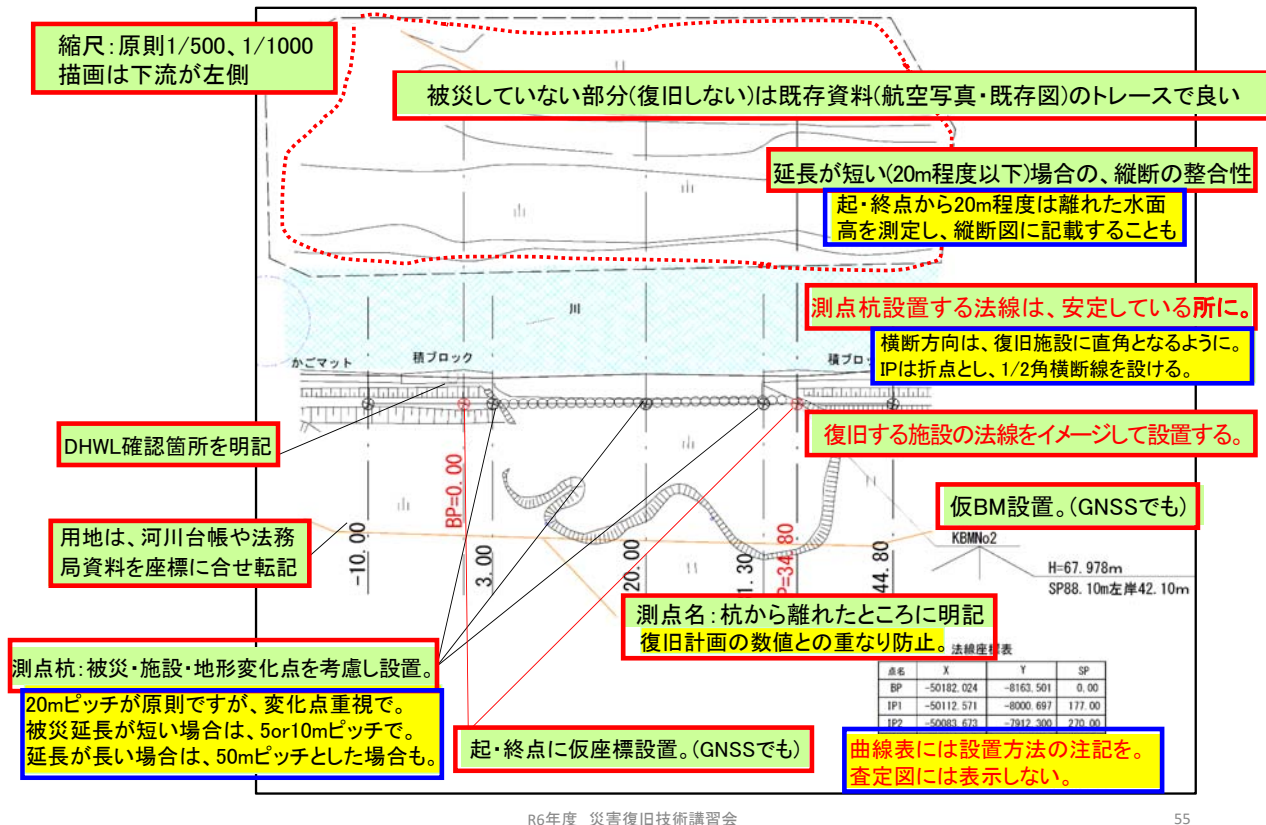 縮尺:原則1/500、1/1000
描画は下流が左側
被災していない部分(復旧しない)は既存資料(航空写真・既存図)のトレースで良い
延長が短い(20m程度以下)場合の、縦断の整合性
起・終点から20m程度は離れた水面
高を測定し、縦断図に記載することも
川
測点杭設置する法線は、安定している所に。
横断方向は、復旧施設に直角となるように。
IPは折点とし、1/2角横断線を設ける。
かごマット
積ブロック
積ブロッ
DHWL確認箇所を明記
復旧する施設の法線をイメージして設置する。
仮BM設置。(GNSSでも)
用地は、河川台帳や法務
局資料を座標に合せ転記
-10.00
BP=0.00
3.00
20.00
1.30
P=34.80
44.80
KBMNo2
H=67.978m
SP88.10m左岸42.10m
測点名:杭から離れたところに明記
復旧計画の数値との重なり防止。
測点杭:被災・施設・地形変化点を考慮し設置。
20mピッチが原則ですが、変化点重視で。
被災延長が短い場合は、5or10mピッチで。
延長が長い場合は、50mピッチとした場合も。
起・終点に仮座標設置。(GNSSでも)
法線座標表
点名 X Y SP
BP -50182.024 -8163.501 0.00
IP1 -50112.571 -8000.697 177.00
IP2 -50083.673 -7912.300 270.00
曲線表には設置方法の注記を。
査定図には表示しない。
R6年度 災害復旧技術講習会
55